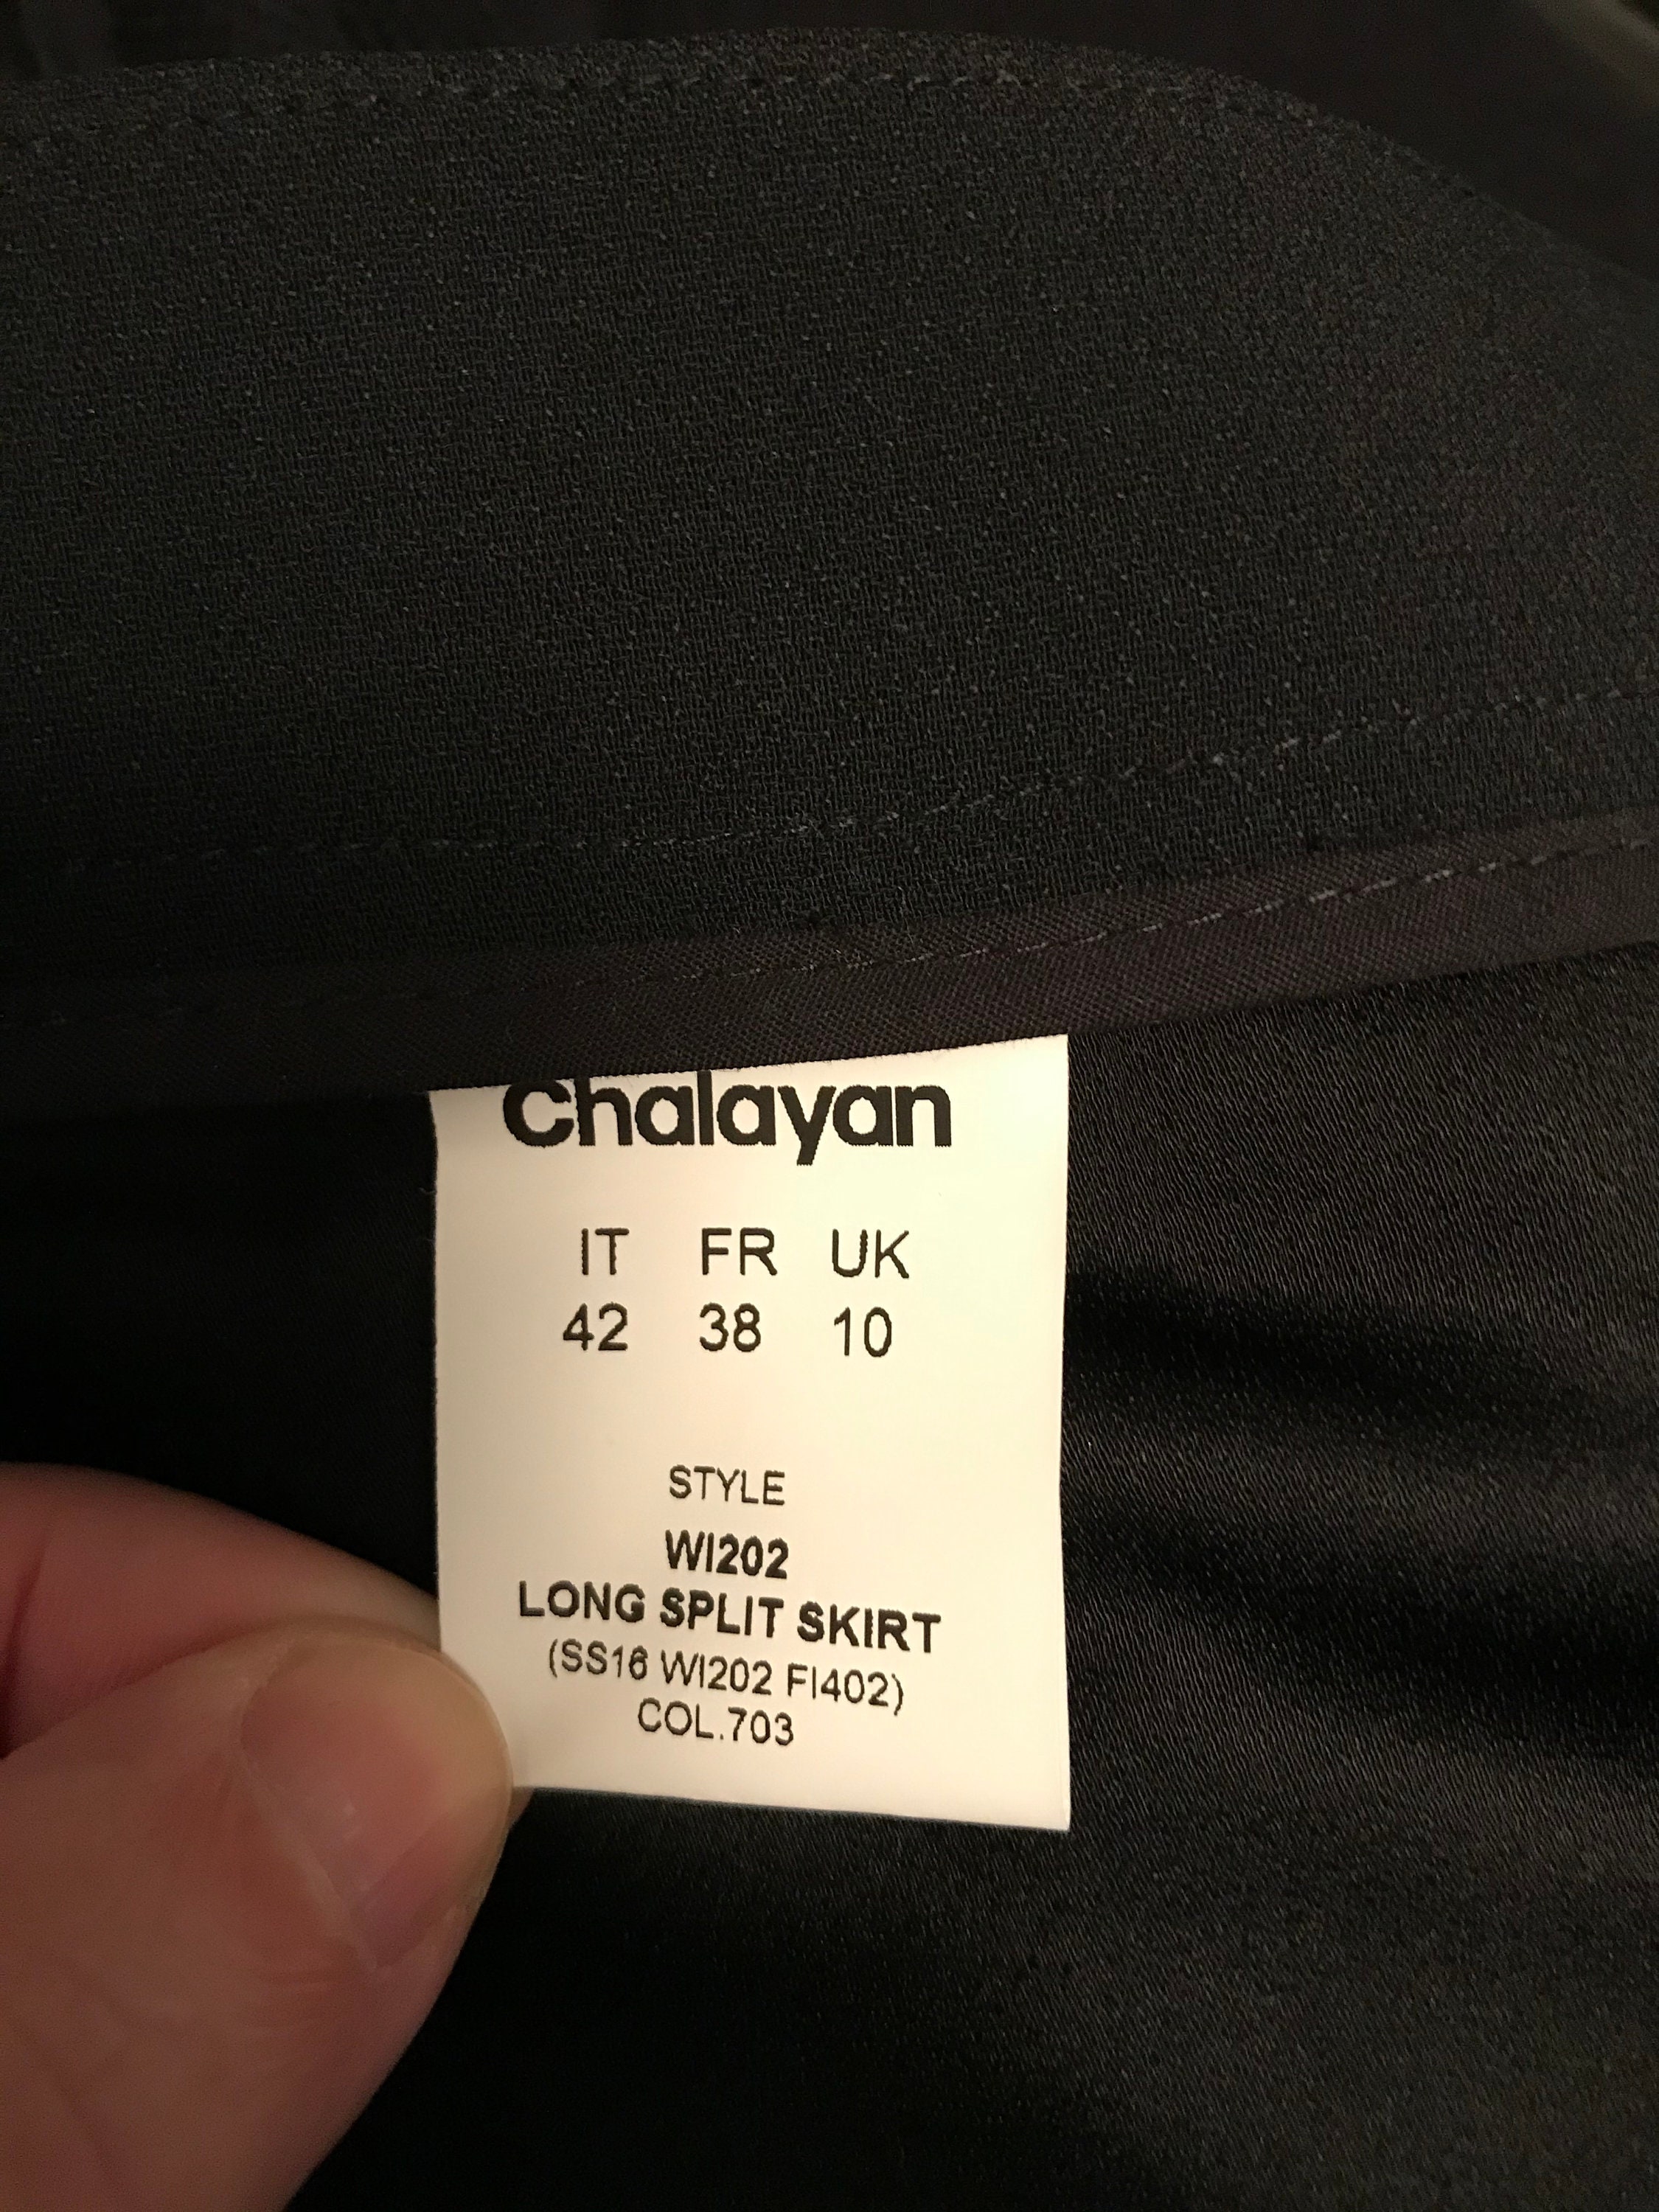 Chalayan
IT FR UK
42 38 10
STYLE
WI202
LONG SPLIT SKIRT
(SS16 WI202 FI402)
COL.703